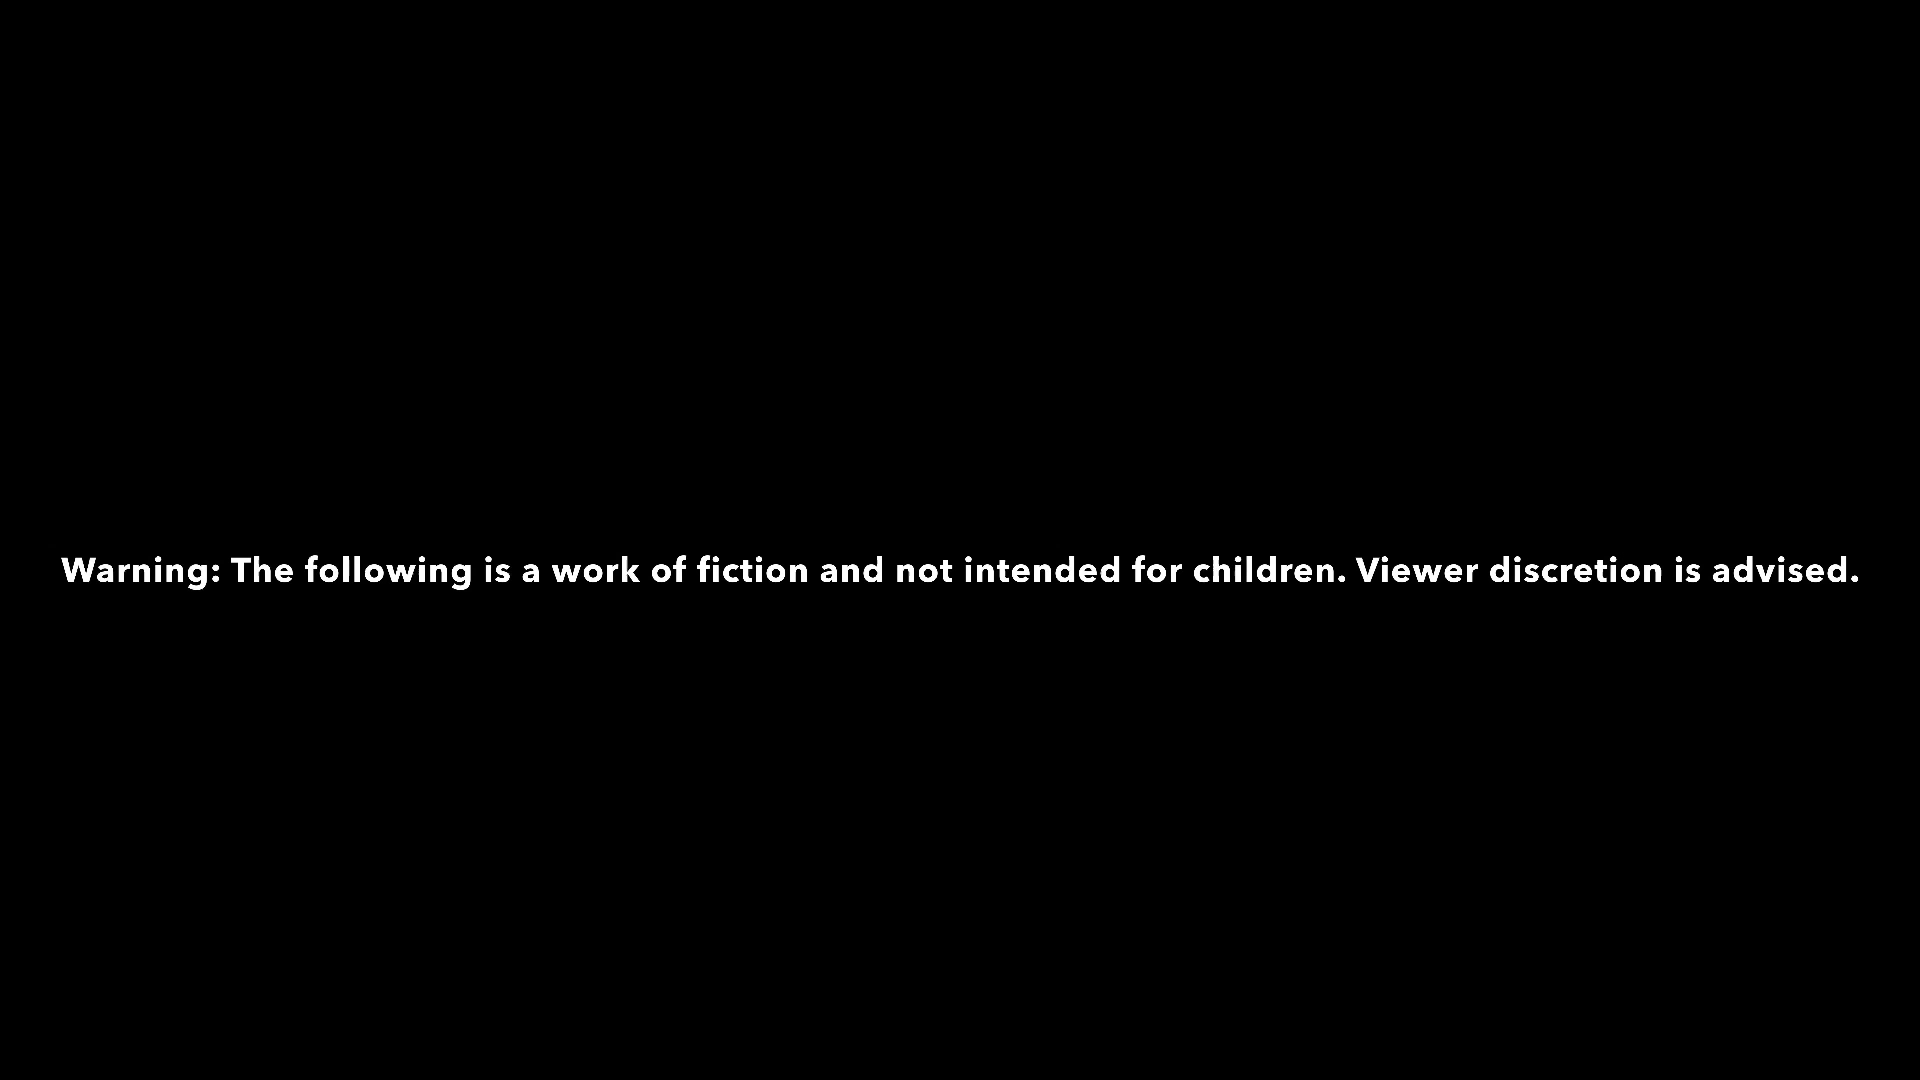 Warning: The following is a work of fiction and not intended for children. Viewer discretion is advised.